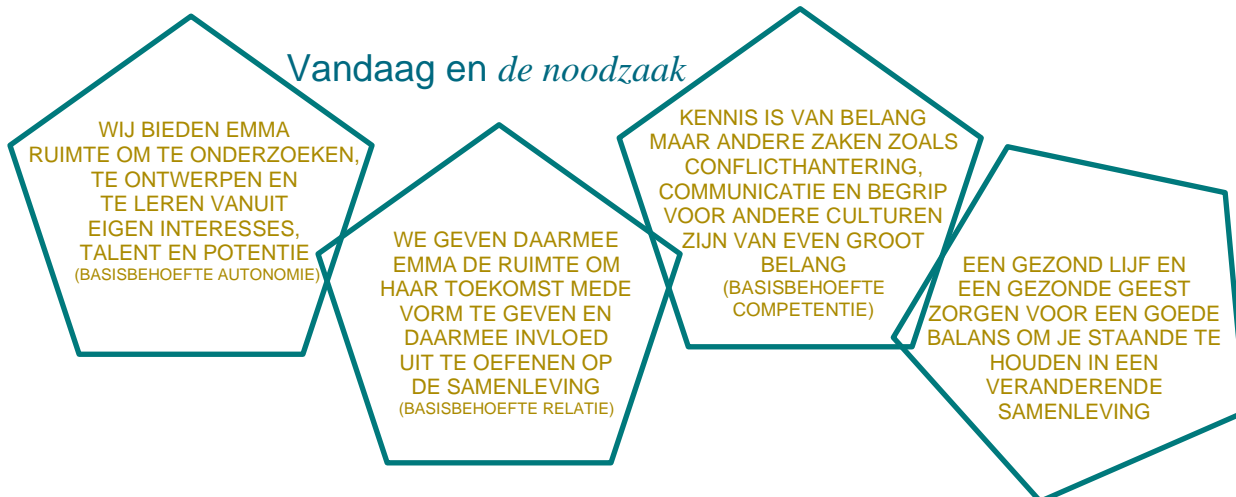 Vandaag en de noodzaak
WIJ BIEDEN EMMA
RUIMTE OM TE ONDERZOEKEN,
TE ONTWERPEN EN
TE LEREN VANUIT
EIGEN INTERESSES,
TALENT EN POTENTIE
(BASISBEHOEFTE AUTONOMIE)
WE GEVEN DAARMEE
EMMA DE RUIMTE OM
HAAR TOEKOMST MEDE
VORM TE GEVEN EN
DAARMEE INVLOED
UIT TE OEFENEN OP
DE SAMENLEVING
(BASISBEHOEFTE RELATIE)
KENNIS IS VAN BELANG
MAAR ANDERE ZAKEN ZOALS
CONFLICTHANTERING,
COMMUNICATIE EN BEGRIP
VOOR ANDERE CULTUREN
ZIJN VAN EVEN GROOT
BELANG
(BASISBEHOEFTE
COMPETENTIE)
EEN GEZOND LIJF EN
EEN GEZONDE GEEST
ZORGEN VOOR EEN GOEDE
BALANS OM JE STAANDE TE
HOUDEN IN EEN
VERANDERENDE
SAMENLEVING